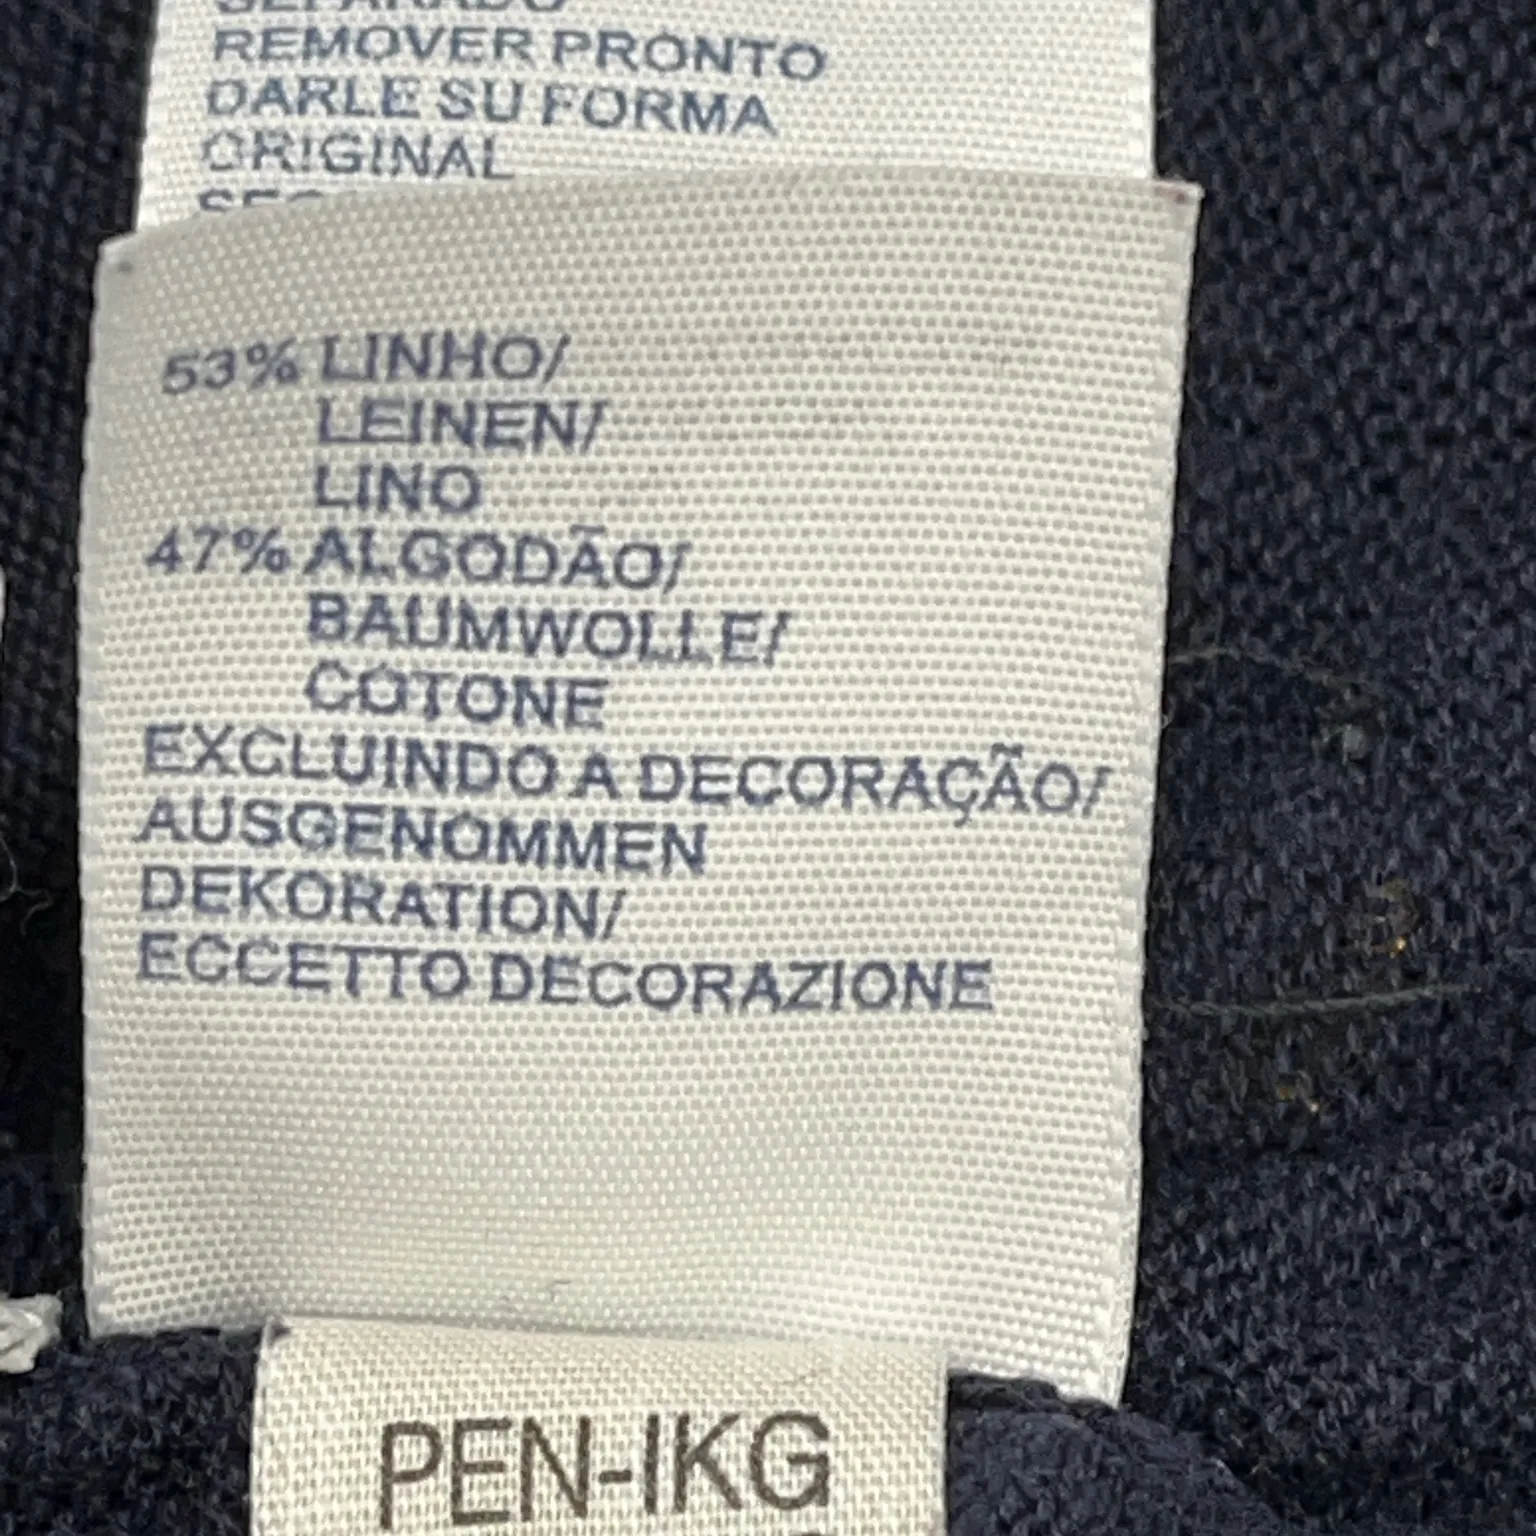 SEPARADO
REMOVER PRONTO
DARLE SU FORMA
ORIGINAL
53% LINHO/
LEINEN/
LINO
47% ALGODÃO/
BAUMWOLLE/
COTONE
EXCLUINDO A DECORAÇÃO/
AUSGENOMMEN
DEKORATION/
ECCETTO DECORAZIONE
PEN-IKG